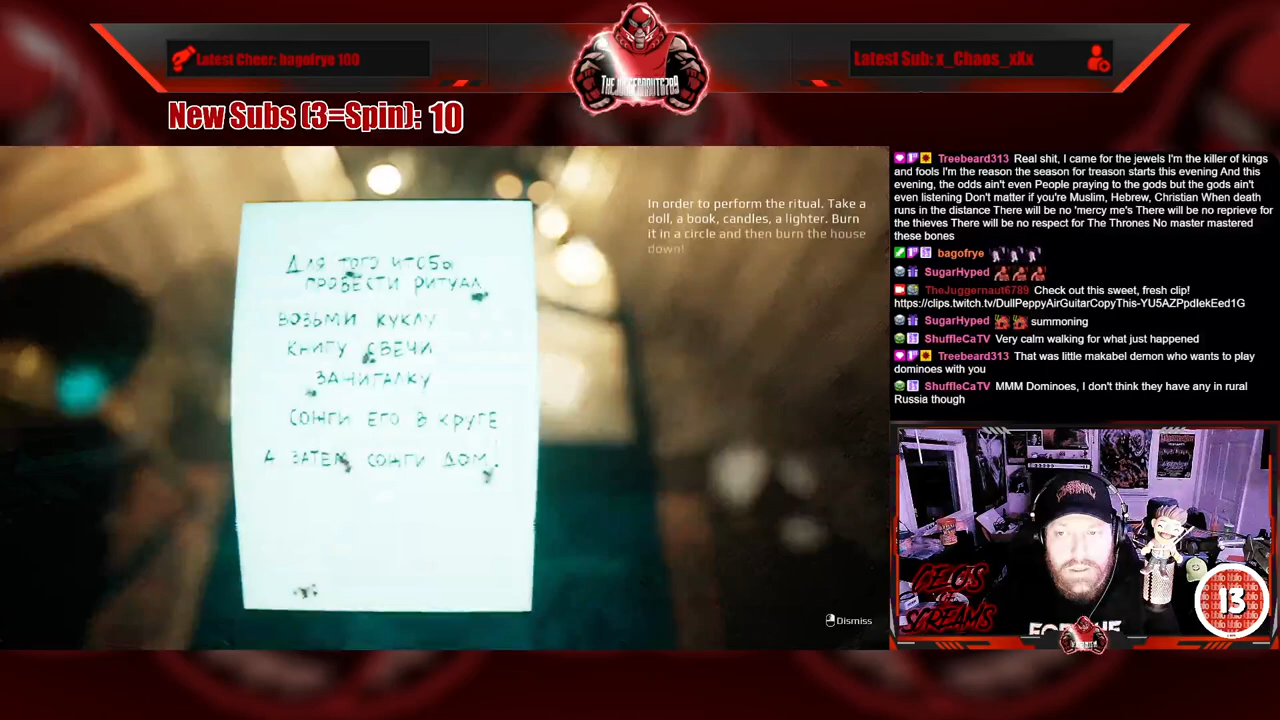 Latest Cheer: bagofrye 100
THEJUGGERNAUT6789
Latest Sub: x_Chaos_xXx
New Subs (3=Spin): 10
Для того чтобы
провести ритуал
возьми куклу
книгу свечи
зажигалку
сожги его в круге
а затем сожги дом!
In order to perform the ritual. Take a
doll, a book, candles, a lighter. Burn
it in a circle and then burn the house
down!
Dismiss
Treebeard313 Real shit, I came for the jewels I'm the killer of kings
and fools I'm the reason the season for treason starts this evening And this
evening, the odds ain't even People praying to the gods but the gods ain't
even listening Don't matter if you're Muslim, Hebrew, Christian When death
runs in the distance There will be no 'mercy me's There will be no reprieve for
the thieves There will be no respect for The Thrones No master mastered
these bones
bagofrye
SugarHyped
TheJuggernaut6789 Check out this sweet, fresh clip!
https://clips.twitch.tv/DullPeppyAirGuitarCopyThis-YU5AZPpdIekEed1G
SugarHyped summoning
ShuffleCaTV Very calm walking for what just happened
Treebeard313 That was little makabel demon who wants to play
dominoes with you
ShuffleCaTV MMM Dominoes, I don't think they have any in rural
Russia though
SCREAMS
13